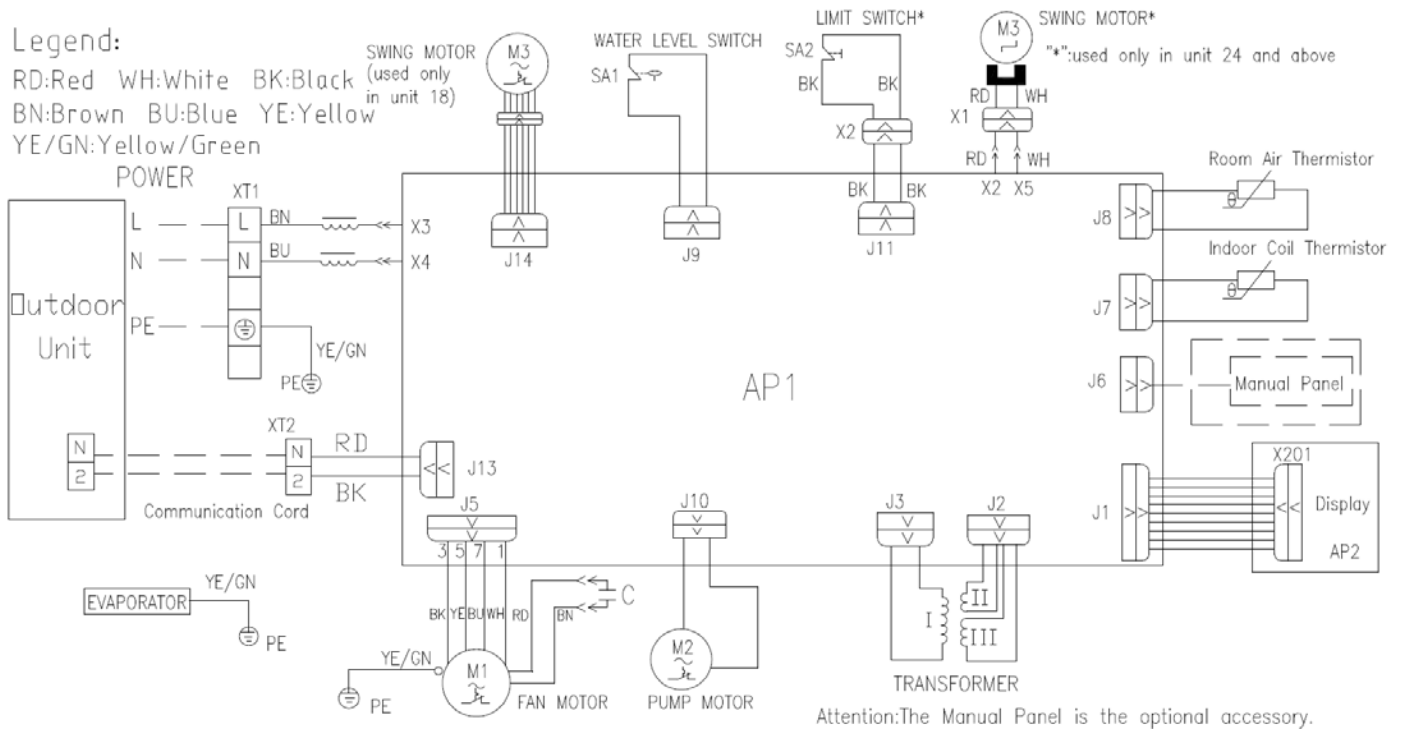 Legend:
RD:Red WH:White BK:Black
BN:Brown BU:Blue YE:Yellow
YE/GN:Yellow/Green
POWER
SWING MOTOR
(used only
in unit 18)
M3
WATER LEVEL SWITCH
SA1
LIMIT SWITCH*
SA2
BK
BK
X2
BK
BK
M3
SWING MOTOR*
"*":used only in unit 24 and above
RD
WH
X1
RD
WH
X2 X5
Outdoor
Unit
L
N
PE
XT1
L
N
BN
BU
X3
X4
YE/GN
PE
J14
J9
J11
J8
Room Air Thermistor
θ
J7
Indoor Coil Thermistor
θ
J6
Manual Panel
AP1
N
2
XT2
N
2
RD
BK
J13
Communication Cord
J1
X201
Display
AP2
J5
3 5 7 1
BK YE BU WH RD BN
C
J10
J3
J2
I
II
III
EVAPORATOR
YE/GN
PE
YE/GN
PE
M1
FAN MOTOR
M2
PUMP MOTOR
TRANSFORMER
Attention:The Manual Panel is the optional accessory.